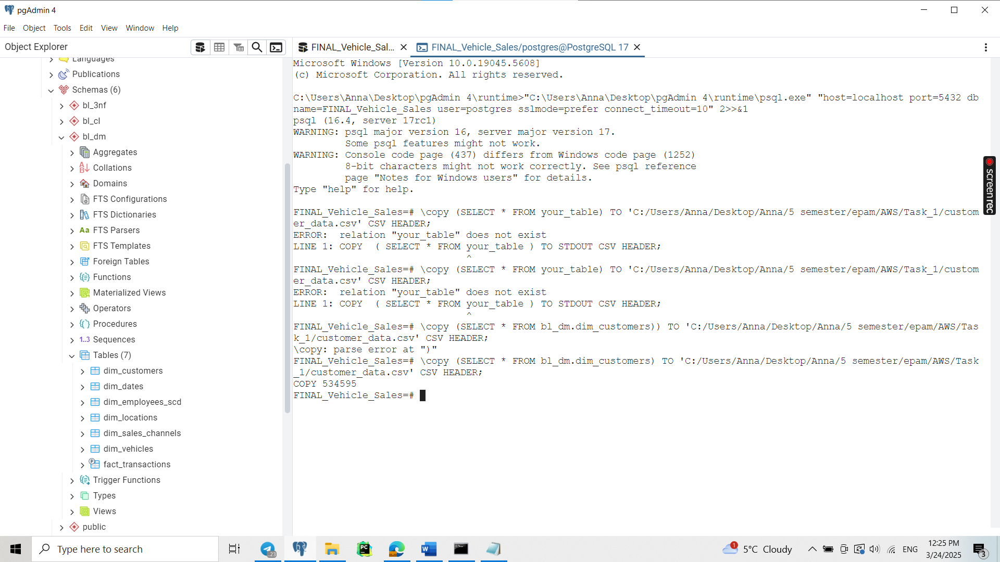 pgAdmin 4
File Object Tools Edit View Window Help
Object Explorer
FINAL_Vehicle_Sal...
FINAL_Vehicle_Sales/postgres@PostgreSQL 17
Languages
Publications
Schemas (6)
bl_3nf
bl_cl
bl_dm
Aggregates
Collations
Domains
FTS Configurations
FTS Dictionaries
Aa FTS Parsers
FTS Templates
Foreign Tables
Functions
Materialized Views
Operators
Procedures
1..3 Sequences
Tables (7)
dim_customers
dim_dates
dim_employees_scd
dim_locations
dim_sales_channels
dim_vehicles
fact_transactions
Trigger Functions
Types
Views
public
Microsoft Windows [Version 10.0.19045.5608]
(c) Microsoft Corporation. All rights reserved.
C:\Users\Anna\Desktop\pgAdmin 4\runtime>"C:\Users\Anna\Desktop\pgAdmin 4\runtime\psql.exe" "host=localhost port=5432 db
name=FINAL_Vehicle_Sales user=postgres sslmode=prefer connect_timeout=10" 2>>&1
psql (16.4, server 17rc1)
WARNING: psql major version 16, server major version 17.
Some psql features might not work.
WARNING: Console code page (437) differs from Windows code page (1252)
8-bit characters might not work correctly. See psql reference
page "Notes for Windows users" for details.
Type "help" for help.
FINAL_Vehicle_Sales=# \copy (SELECT * FROM your_table) TO 'C:/Users/Anna/Desktop/Anna/5 semester/epam/AWS/Task_1/custom
er_data.csv' CSV HEADER;
ERROR:  relation "your_table" does not exist
LINE 1: COPY  ( SELECT * FROM your_table ) TO STDOUT CSV HEADER;
^
FINAL_Vehicle_Sales=# \copy (SELECT * FROM your_table) TO 'C:/Users/Anna/Desktop/Anna/5 semester/epam/AWS/Task_1/custom
er_data.csv' CSV HEADER;
ERROR:  relation "your_table" does not exist
LINE 1: COPY  ( SELECT * FROM your_table ) TO STDOUT CSV HEADER;
^
FINAL_Vehicle_Sales=# \copy (SELECT * FROM bl_dm.dim_customers)) TO 'C:/Users/Anna/Desktop/Anna/5 semester/epam/AWS/Tas
k_1/customer_data.csv' CSV HEADER;
\copy: parse error at ")"
FINAL_Vehicle_Sales=# \copy (SELECT * FROM bl_dm.dim_customers) TO 'C:/Users/Anna/Desktop/Anna/5 semester/epam/AWS/Task
_1/customer_data.csv' CSV HEADER;
COPY 534595
FINAL_Vehicle_Sales=#
screenrec
Type here to search
23
PC
W
1
5°C Cloudy
ENG
12:25 PM
3/24/2025
3